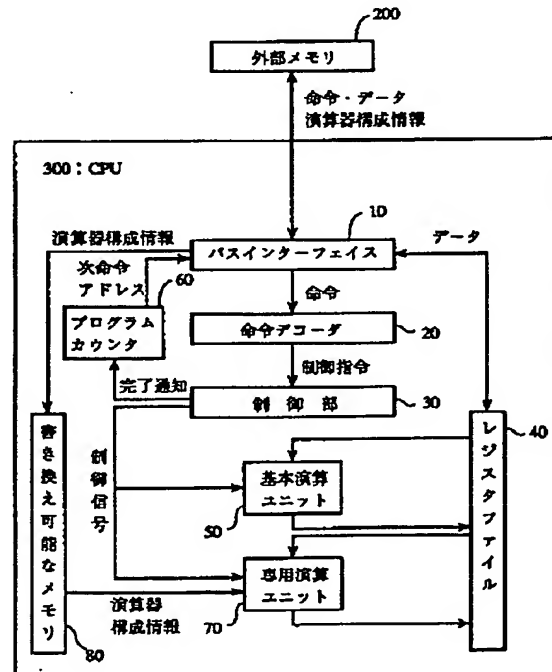 200
外部メモリ
命令・データ
演算器構成情報
300:CPU
演算器構成情報
10
データ
バスインターフェイス
次命令
アドレス
60
命令
プログラム
カウンタ
命令デコーダ
20
制御指令
完了通知
制御部
30
40
レジスタファイル
書き換え可能なメモリ
制御信号
基本演算
ユニット
50
専用演算
ユニット
演算器
構成情報
70
80